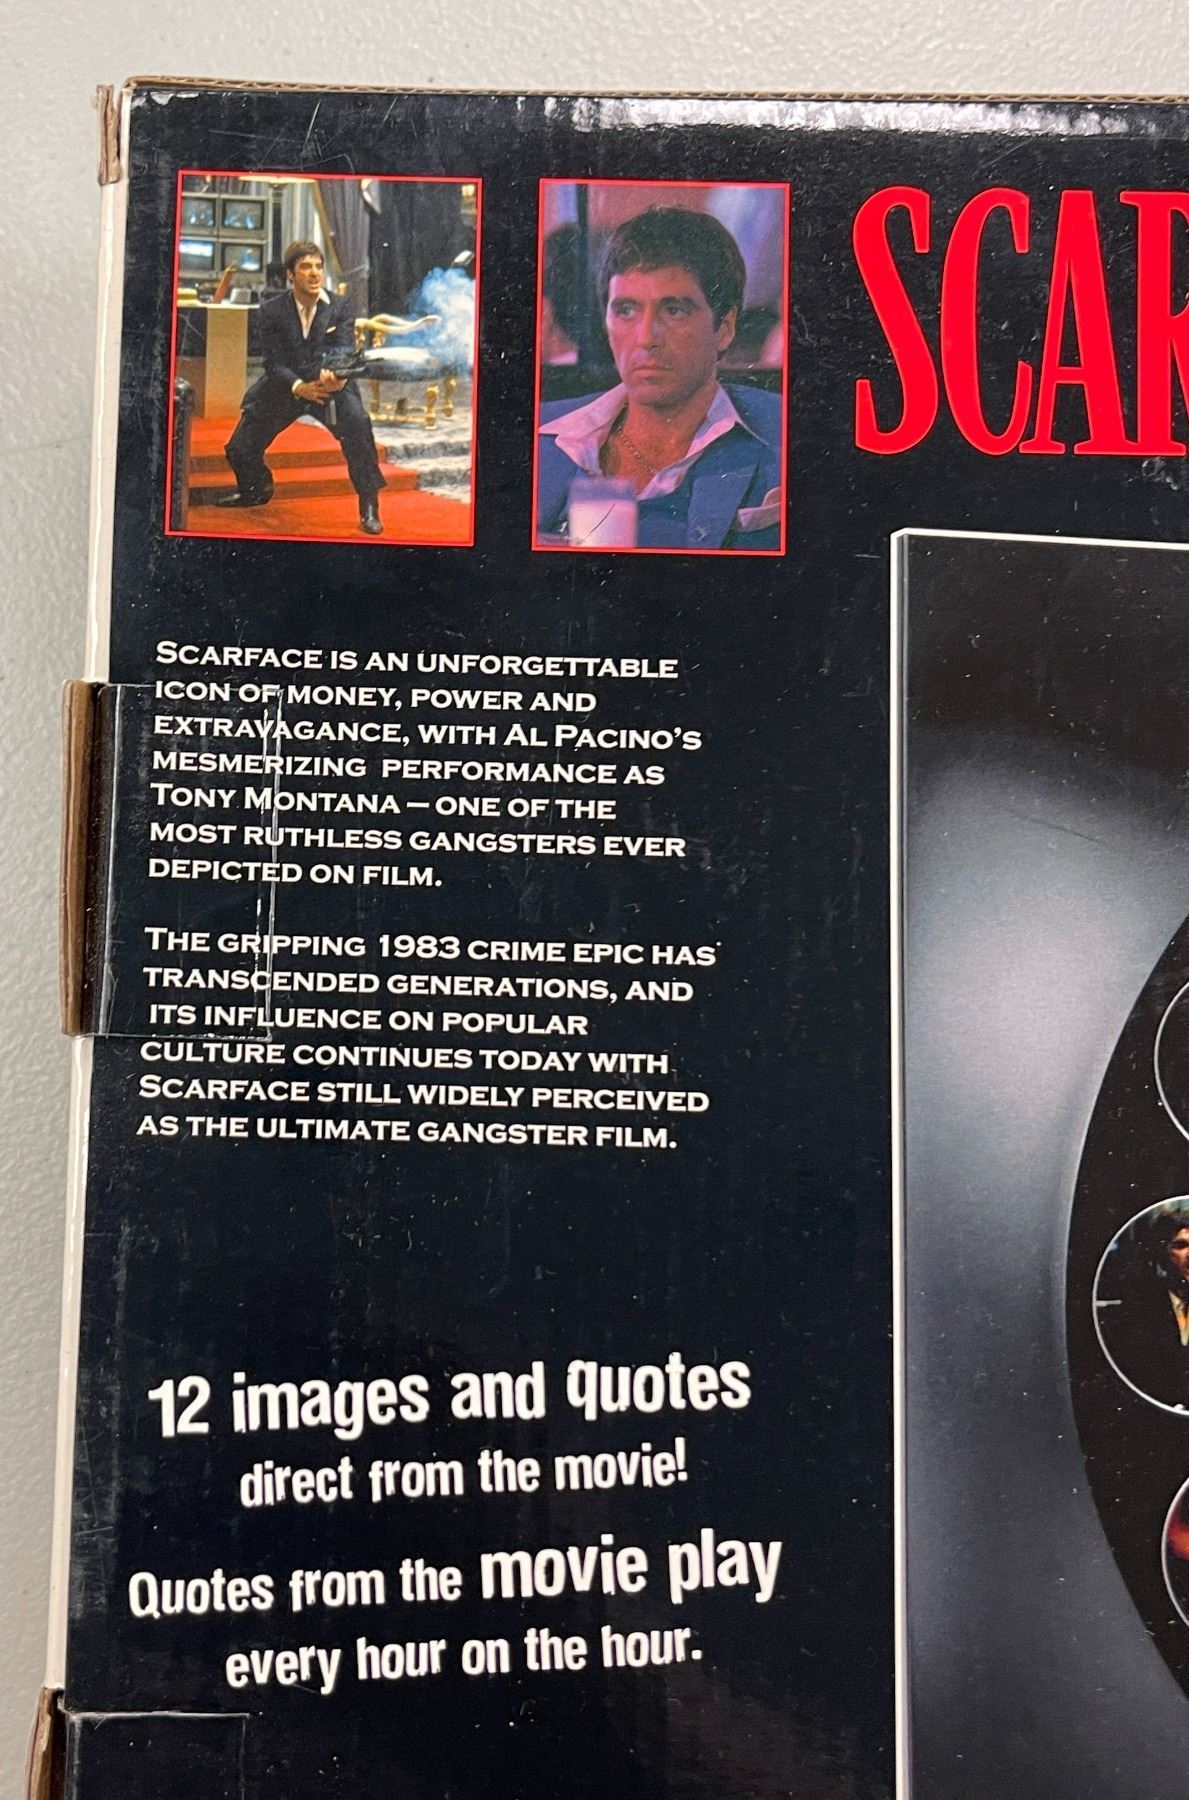 SCAR
SCARFACE IS AN UNFORGETTABLE
ICON OF MONEY, POWER AND
EXTRAVAGANCE, WITH AL PACINO'S
MESMERIZING PERFORMANCE AS
TONY MONTANA — ONE OF THE
MOST RUTHLESS GANGSTERS EVER
DEPICTED ON FILM.
THE GRIPPING 1983 CRIME EPIC HAS
TRANSCENDED GENERATIONS, AND
ITS INFLUENCE ON POPULAR
CULTURE CONTINUES TODAY WITH
SCARFACE STILL WIDELY PERCEIVED
AS THE ULTIMATE GANGSTER FILM.
12 images and quotes
direct from the movie!
Quotes from the movie play
every hour on the hour.